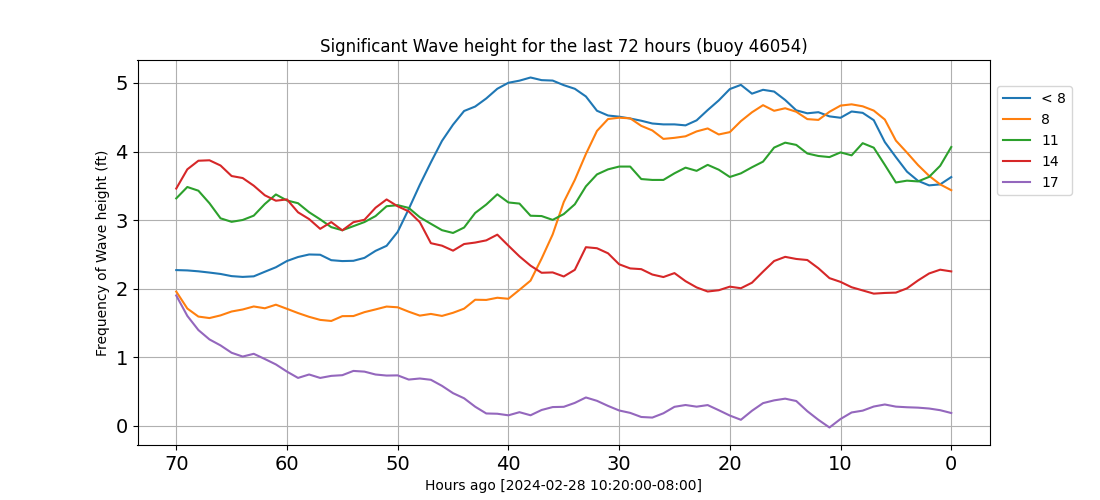 Significant Wave height for the last 72 hours (buoy 46054)
Frequency of Wave height (ft)
5
4
3
2
1
0
70 60 50 40 30 20 10 0
Hours ago [2024-02-28 10:20:00-08:00]
< 8
8
11
14
17